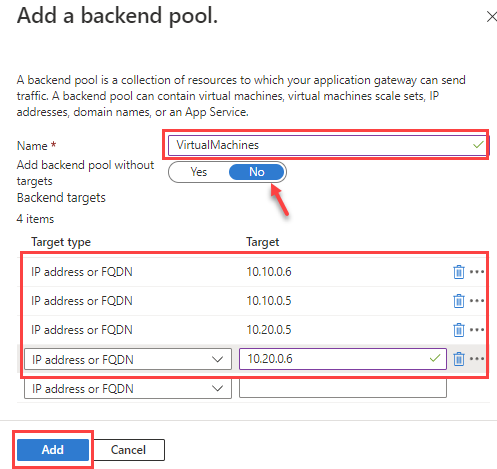 Add a backend pool.
A backend pool is a collection of resources to which your application gateway can send
traffic. A backend pool can contain virtual machines, virtual machines scale sets, IP
addresses, domain names, or an App Service.
Name * VirtualMachines
Add backend pool without
targets
Yes No
Backend targets
4 items
Target type Target
IP address or FQDN 10.10.0.6
IP address or FQDN 10.10.0.5
IP address or FQDN 10.20.0.5
IP address or FQDN 10.20.0.6
IP address or FQDN
Add Cancel